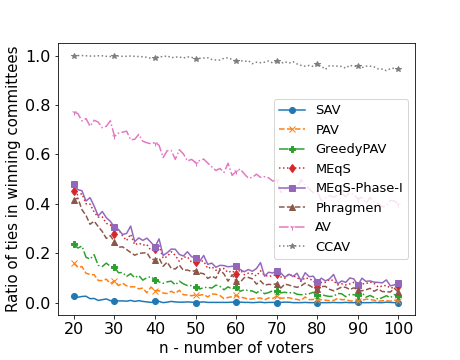 1.0
0.8
0.6
0.4
0.2
0.0
Ratio of ties in winning committees
SAV
PAV
GreedyPAV
MEqS
MEqS-Phase-I
Phragmen
AV
CCAV
20 30 40 50 60 70 80 90 100
n - number of voters